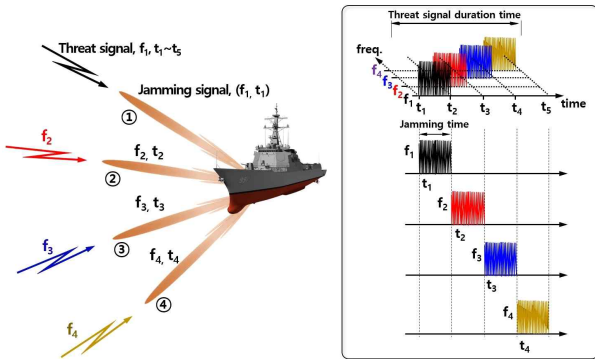 Threat signal, f1, t1~t5
Jamming signal, (f1, t1)
①
f2
f2, t2
②
f3, t3
f3
③
f4, t4
④
f4
Threat signal duration time
freq.
f4
f3
f2
f1
t1 t2 t3 t4 t5 time
Jamming time
f1
t1
f2
t2
f3
t3
f4
t4